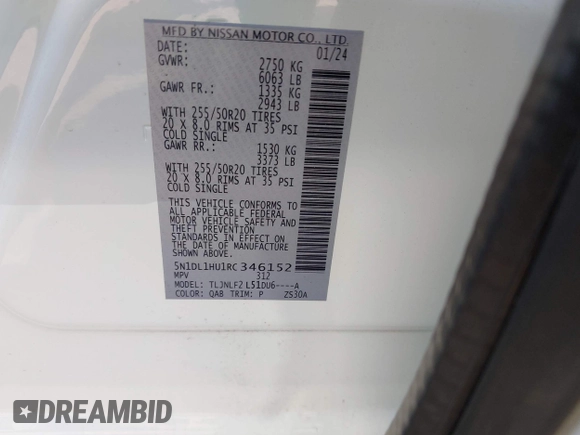 MFD BY NISSAN MOTOR CO., LTD.
DATE: 01/24
GVWR: 2750 KG
6063 LB
GAWR FR.: 1335 KG
2943 LB
WITH 255/50R20 TIRES
20 X 8.0 RIMS AT 35 PSI
COLD SINGLE
GAWR RR.: 1530 KG
3373 LB
WITH 255/50R20 TIRES
20 X 8.0 RIMS AT 35 PSI
COLD SINGLE
THIS VEHICLE CONFORMS TO
ALL APPLICABLE FEDERAL
MOTOR VEHICLE SAFETY AND
THEFT PREVENTION
STANDARDS IN EFFECT ON
THE DATE OF MANUFACTURE
SHOWN ABOVE.
5N1DL1HU1RC346152
MPV 312
MODEL: TLJNLF2 L51DU6----A
COLOR: QAB TRIM: P ZS30A
DREAMBID